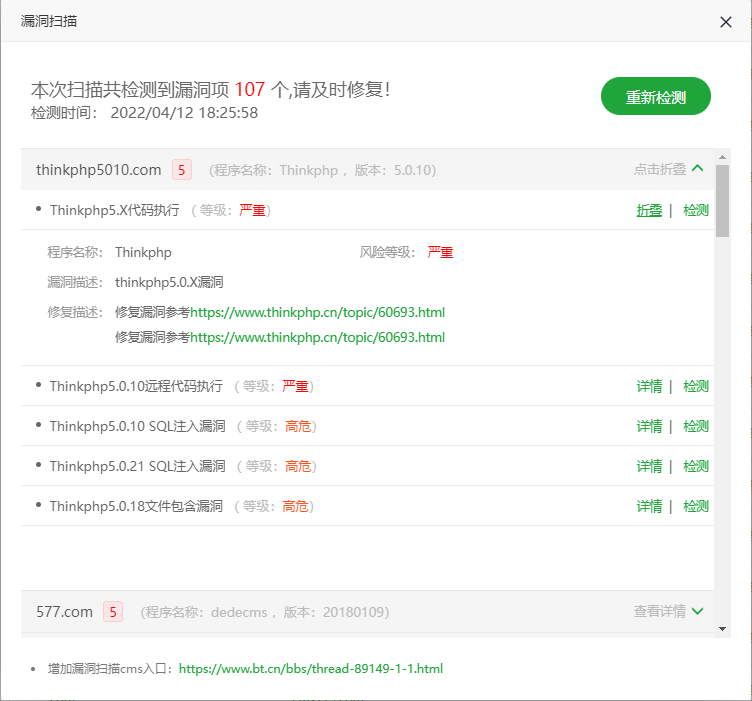 漏洞扫描
本次扫描共检测到漏洞项 107 个,请及时修复!
检测时间： 2022/04/12 18:25:58
重新检测
thinkphp5010.com 5 (程序名称：Thinkphp ，版本：5.0.10) 点击折叠
Thinkphp5.X代码执行 ( 等级：严重) 折叠 | 检测
程序名称： Thinkphp 风险等级： 严重
漏洞描述： thinkphp5.0.X漏洞
修复描述： 修复漏洞参考https://www.thinkphp.cn/topic/60693.html
修复漏洞参考https://www.thinkphp.cn/topic/60693.html
Thinkphp5.0.10远程代码执行 ( 等级：严重) 详情 | 检测
Thinkphp5.0.10 SQL注入漏洞 ( 等级：高危) 详情 | 检测
Thinkphp5.0.21 SQL注入漏洞 ( 等级：高危) 详情 | 检测
Thinkphp5.0.18文件包含漏洞 ( 等级：高危) 详情 | 检测
577.com 5 (程序名称：dedecms ，版本：20180109) 查看详情
增加漏洞扫描cms入口：https://www.bt.cn/bbs/thread-89149-1-1.html